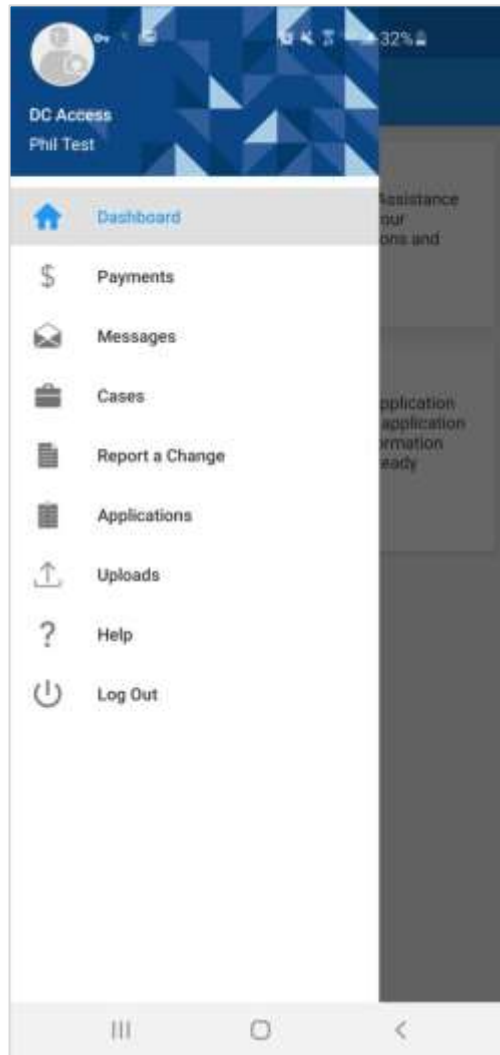 32%
DC Access
Phil Test
Dashboard
Payments
Messages
Cases
Report a Change
Applications
Uploads
Help
Log Out
Assistance
our
ons and
pplication
application
rmation
eady